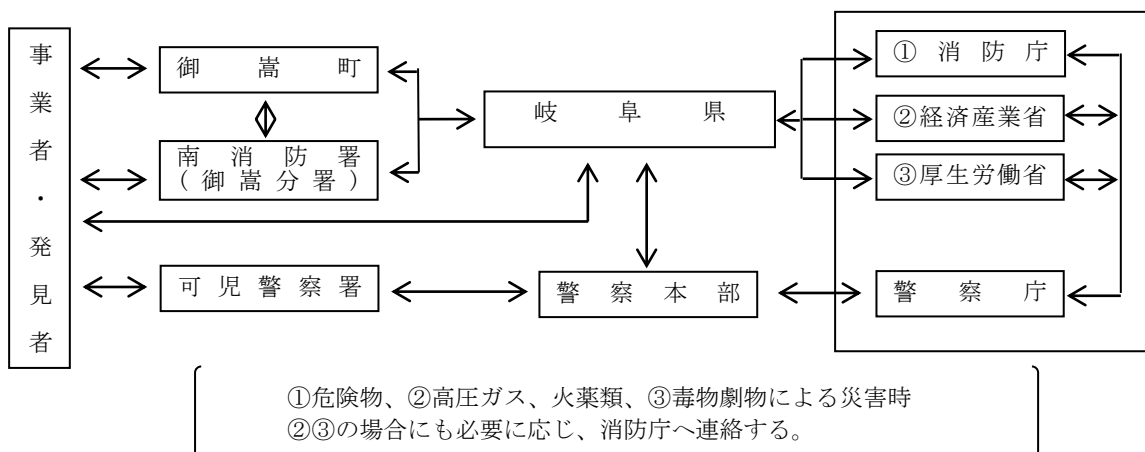 事業者・発見者
御嵩町
南消防署
(御嵩分署)
可児警察署
岐阜県
警察本部
①消防庁
②経済産業省
③厚生労働省
警察庁
①危険物、②高圧ガス、火薬類、③毒物劇物による災害時
②③の場合にも必要に応じ、消防庁へ連絡する。